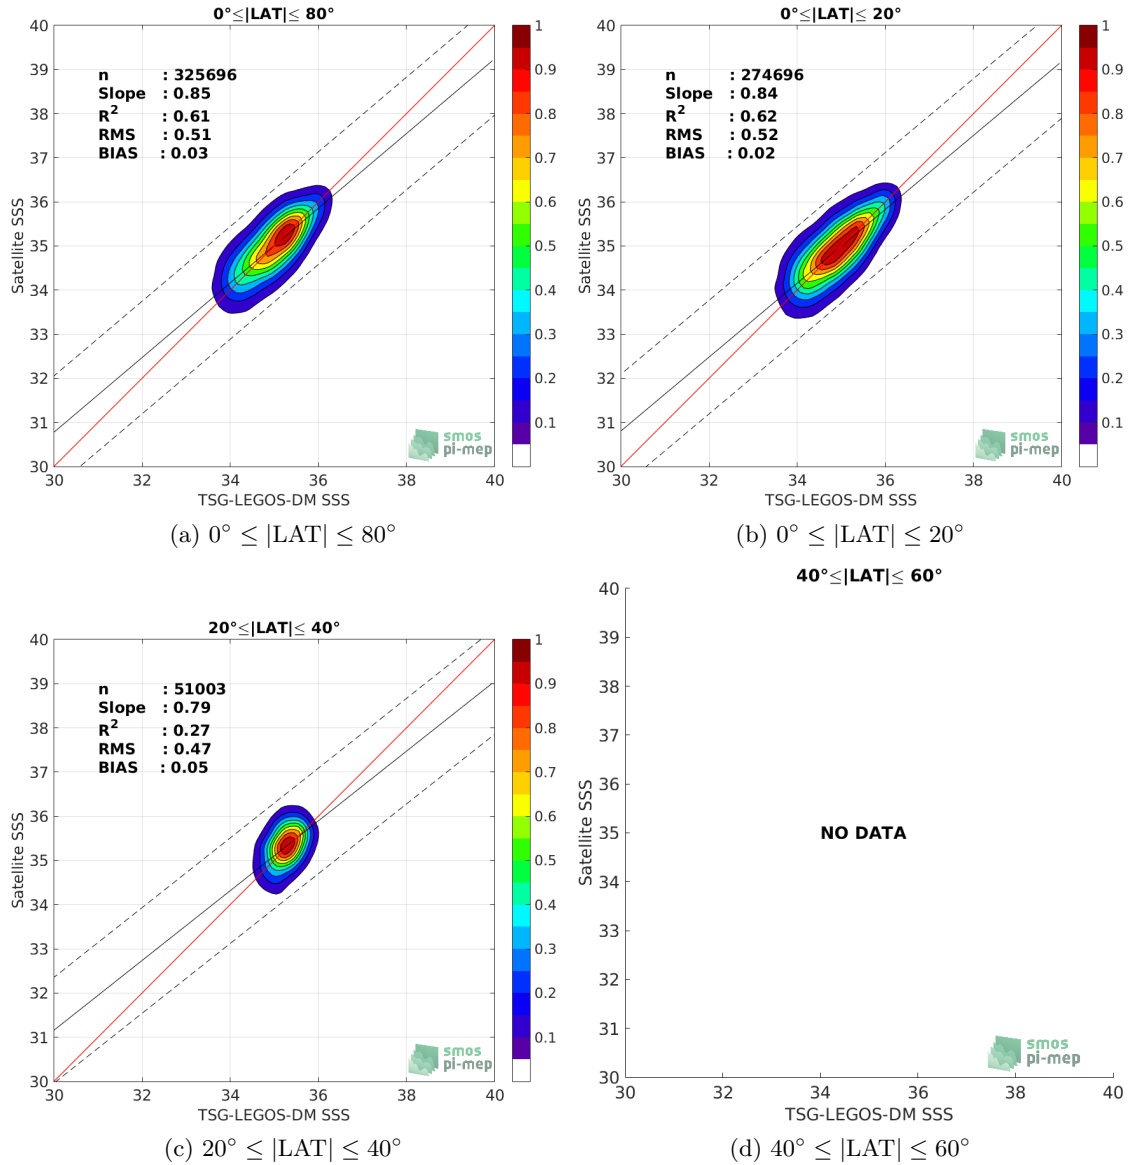 0°≤|LAT|≤ 80°
40
39
38
37
36
35
34
33
32
31
30
Satellite SSS
n : 325696
Slope : 0.85
R² : 0.61
RMS : 0.51
BIAS : 0.03
smos
pi-mep
30 32 34 36 38 40
TSG-LEGOS-DM SSS
1
0.9
0.8
0.7
0.6
0.5
0.4
0.3
0.2
0.1
(a) 0° ≤ |LAT| ≤ 80°
0°≤|LAT|≤ 20°
40
39
38
37
36
35
34
33
32
31
30
Satellite SSS
n : 274696
Slope : 0.84
R² : 0.62
RMS : 0.52
BIAS : 0.02
smos
pi-mep
30 32 34 36 38 40
TSG-LEGOS-DM SSS
1
0.9
0.8
0.7
0.6
0.5
0.4
0.3
0.2
0.1
(b) 0° ≤ |LAT| ≤ 20°
20°≤|LAT|≤ 40°
40
39
38
37
36
35
34
33
32
31
30
Satellite SSS
n : 51003
Slope : 0.79
R² : 0.27
RMS : 0.47
BIAS : 0.05
smos
pi-mep
30 32 34 36 38 40
TSG-LEGOS-DM SSS
1
0.9
0.8
0.7
0.6
0.5
0.4
0.3
0.2
0.1
(c) 20° ≤ |LAT| ≤ 40°
40°≤|LAT|≤ 60°
40
39
38
37
36
35
34
33
32
31
30
Satellite SSS
NO DATA
smos
pi-mep
30 32 34 36 38 40
TSG-LEGOS-DM SSS
(d) 40° ≤ |LAT| ≤ 60°